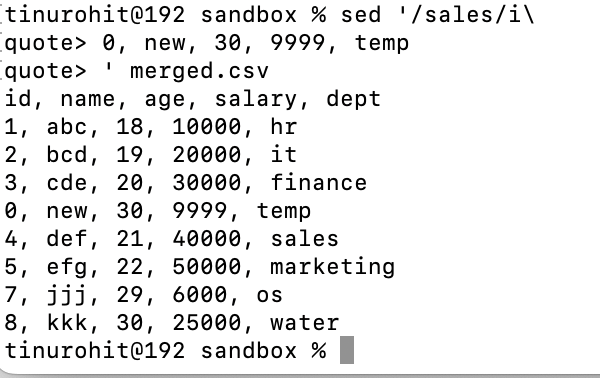 tinurohit@192 sandbox % sed '/sales/i\
quote> 0, new, 30, 9999, temp
quote> ' merged.csv
id, name, age, salary, dept
1, abc, 18, 10000, hr
2, bcd, 19, 20000, it
3, cde, 20, 30000, finance
0, new, 30, 9999, temp
4, def, 21, 40000, sales
5, efg, 22, 50000, marketing
7, jjj, 29, 6000, os
8, kkk, 30, 25000, water
tinurohit@192 sandbox %